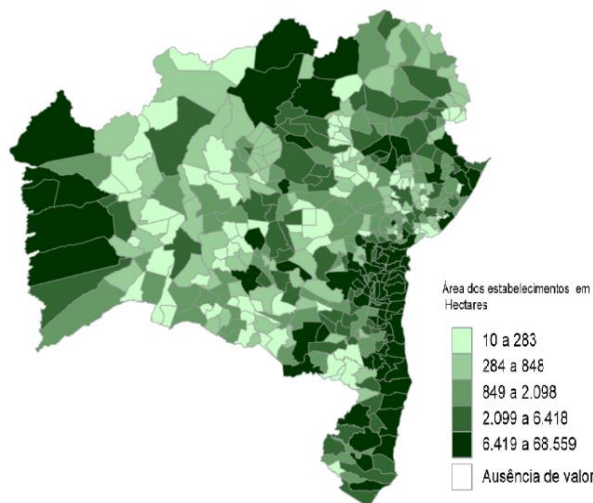 Área dos estabelecimentos em
Hectares
10 a 283
284 a 848
849 a 2.098
2.099 a 6.418
6.419 a 68.559
Ausência de valor